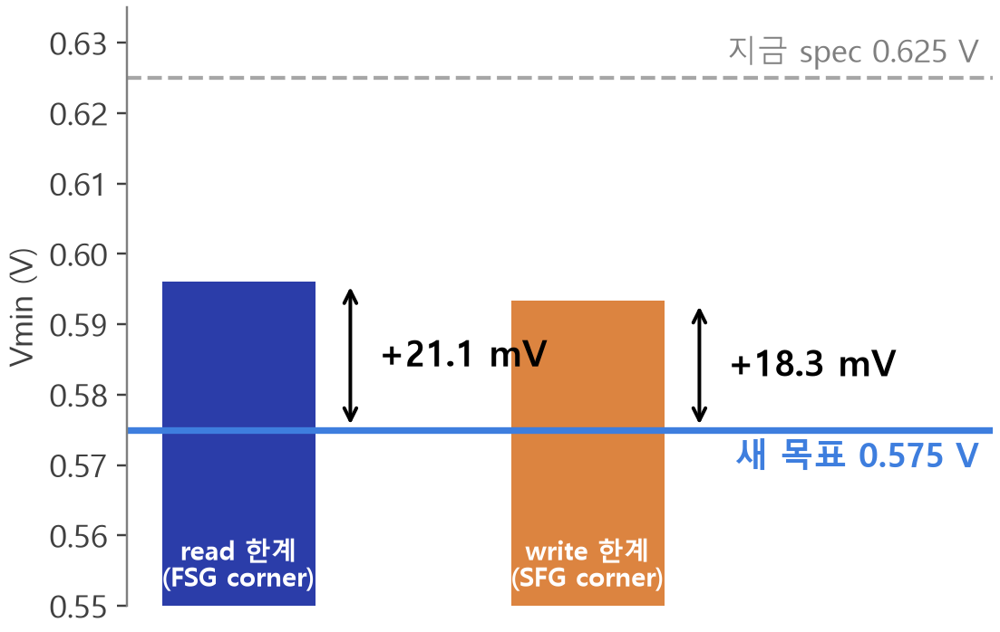 0.63
지금 spec 0.625 V
0.62
0.61
0.60
0.59
0.58
0.57
0.56
0.55
Vmin (V)
+21.1 mV
+18.3 mV
새 목표 0.575 V
read 한계
(FSG corner)
write 한계
(SFG corner)